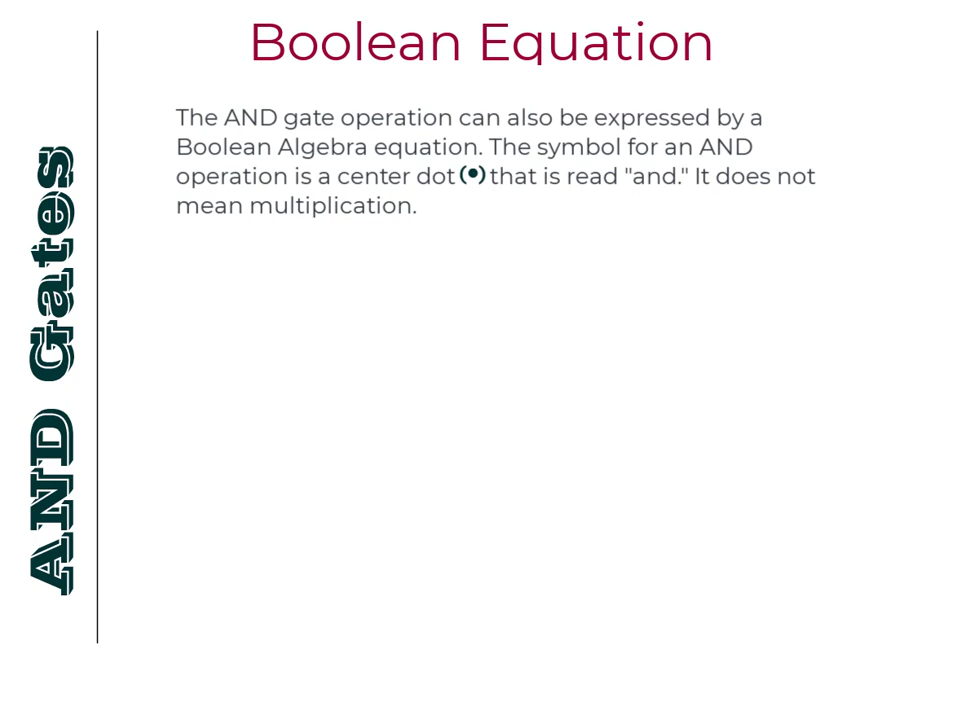 Boolean Equation
The AND gate operation can also be expressed by a
Boolean Algebra equation. The symbol for an AND
operation is a center dot (•) that is read "and." It does not
mean multiplication.
AND Gates